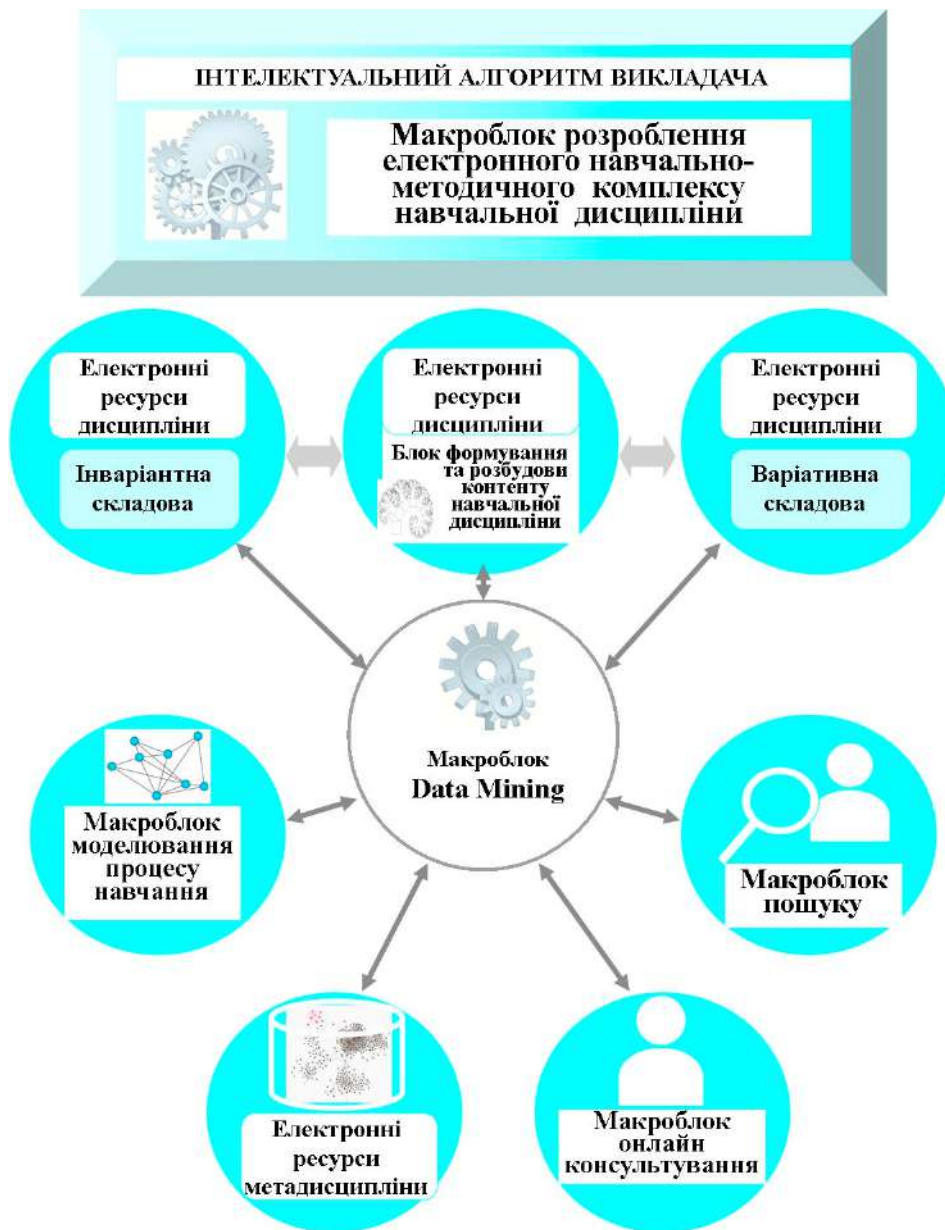 ІНТЕЛЕКТУАЛЬНИЙ АЛГОРИТМ ВИКЛАДАЧА
Макроблок розроблення
електронного навчально-
методичного комплексу
навчальної дисципліни
Електронні
ресурси
дисципліни
Інваріантна
складова
Електронні
ресурси
дисципліни
Блок формування
та розбудови
контенту
навчальної
дисципліни
Електронні
ресурси
дисципліни
Варіативна
складова
Макроблок
Data Mining
Макроблок
моделювання
процесу
навчання
Макроблок
пошуку
Електронні
ресурси
метадисципліни
Макроблок
онлайн
консультування